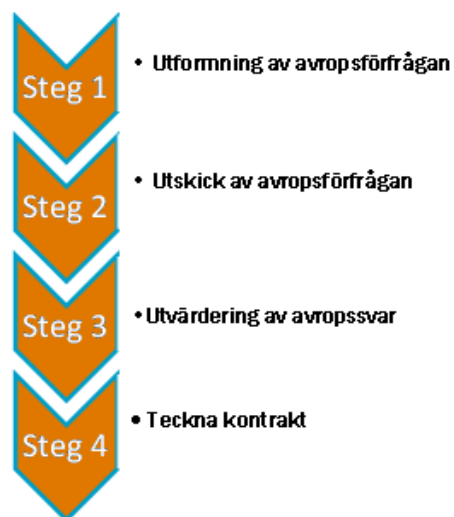 Steg 1
• Utformning av avropsförfrågan
Steg 2
• Utskick av avropsförfrågan
Steg 3
• Utvärdering av avropssvar
Steg 4
• Teckna kontrakt